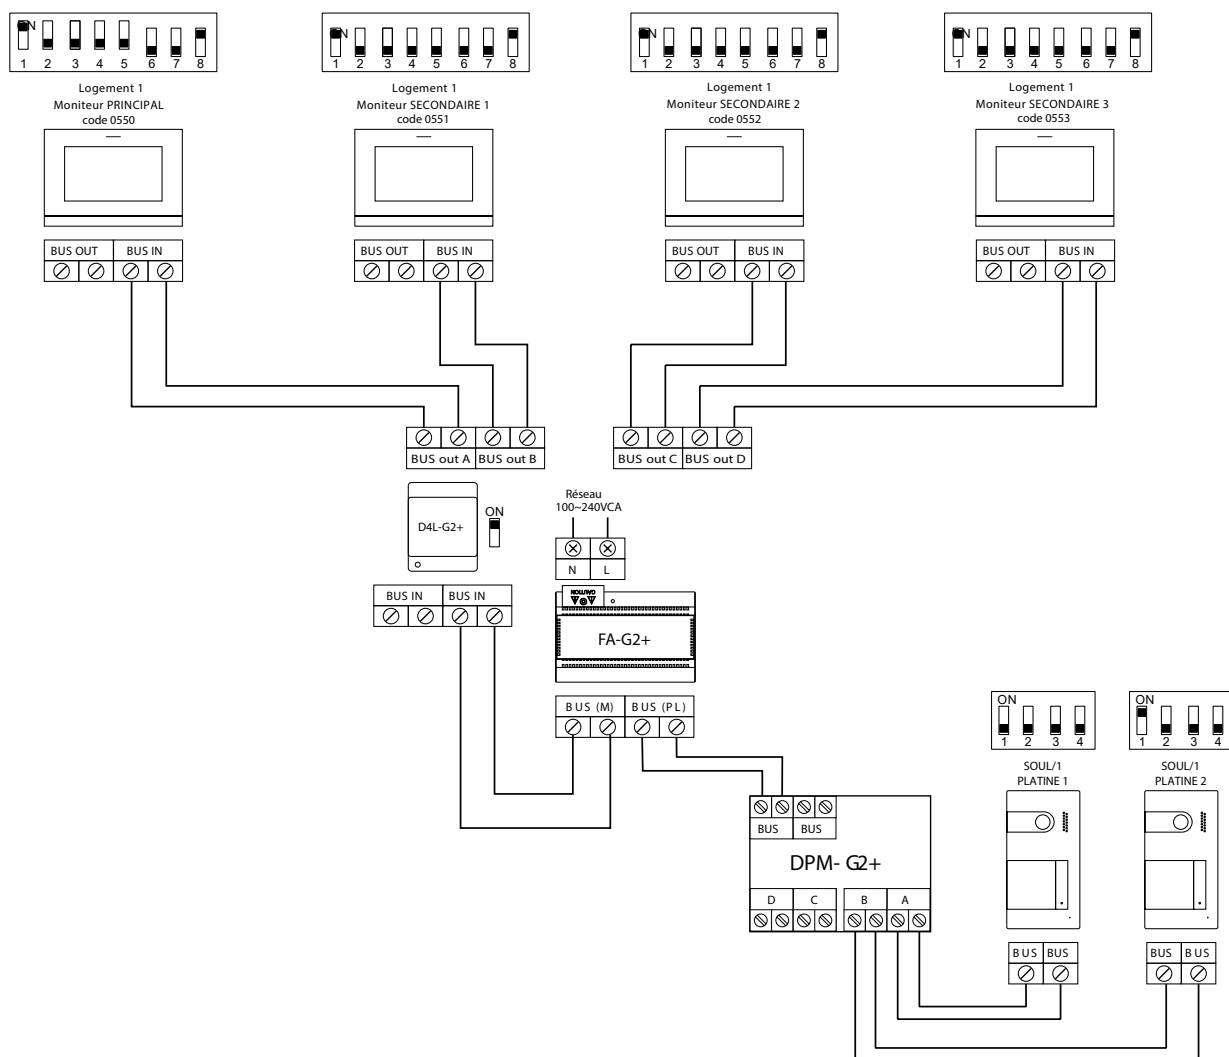 ON
1 2 3 4 5 6 7 8
ON
1 2 3 4 5 6 7 8
ON
1 2 3 4 5 6 7 8
ON
1 2 3 4 5 6 7 8
Logement 1
Moniteur PRINCIPAL
code 0550
Logement 1
Moniteur SECONDAIRE 1
code 0551
Logement 1
Moniteur SECONDAIRE 2
code 0552
Logement 1
Moniteur SECONDAIRE 3
code 0553
BUS OUT BUS IN
BUS OUT BUS IN
BUS OUT BUS IN
BUS OUT BUS IN
BUS out A BUS out B
BUS out C BUS out D
D4L-G2+
ON
Réseau
100~240VCA
N L
BUS IN BUS IN
CAUTION
FA-G2+
BUS (M) BUS (PL)
ON
1 2 3 4
ON
1 2 3 4
SOUL/1
PLATINE 1
SOUL/1
PLATINE 2
BUS BUS
DPM- G2+
D C B A
BUS BUS
BUS BUS